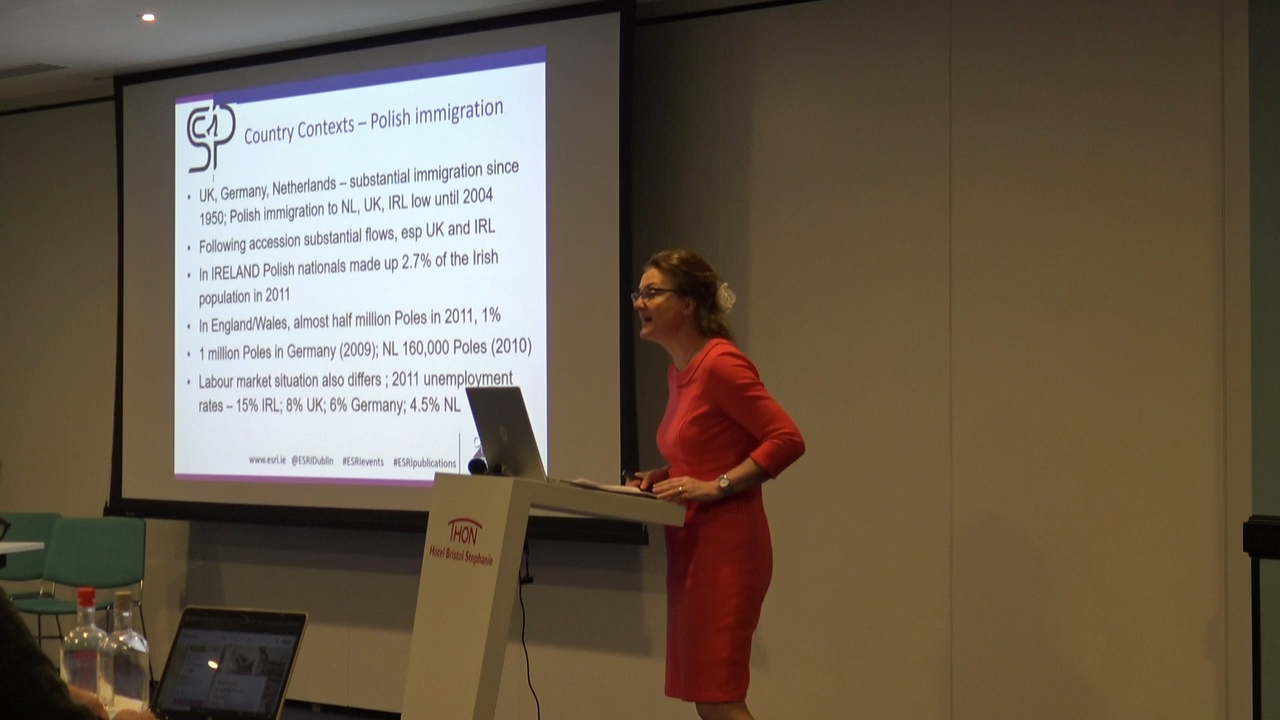 Country Contexts – Polish immigration
• UK, Germany, Netherlands – substantial immigration since
1950; Polish immigration to NL, UK, IRL low until 2004
• Following accession substantial flows, esp UK and IRL
• In IRELAND Polish nationals made up 2.7% of the Irish
population in 2011
• In England/Wales, almost half million Poles in 2011, 1%
• 1 million Poles in Germany (2009); NL 160,000 Poles (2010)
• Labour market situation also differs ; 2011 unemployment
rates – 15% IRL; 8% UK; 6% Germany; 4.5% NL
www.esri.ie @ESRIDublin #ESRIevents #ESRIpublications
THON
Hotel Bristol Stephanie